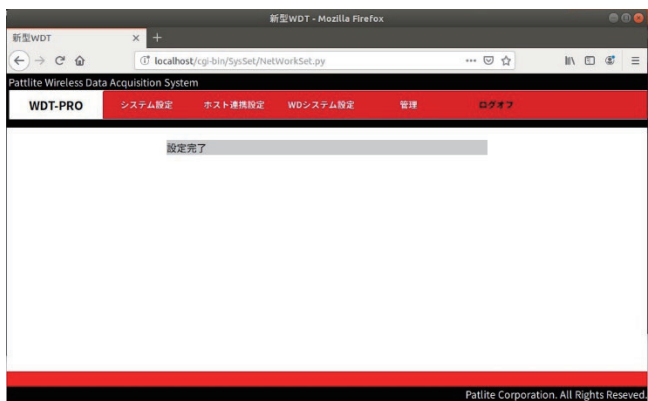 新型WDT - Mozilla Firefox
新型WDT
localhost/cgi-bin/SysSet/NetWorkSet.py
Pattlite Wireless Data Acquisition System
WDT-PRO システム設定 ホスト連携設定 WDシステム設定 管理 ログオフ
設定完了
Patlite Corporation. All Rights Reseved.